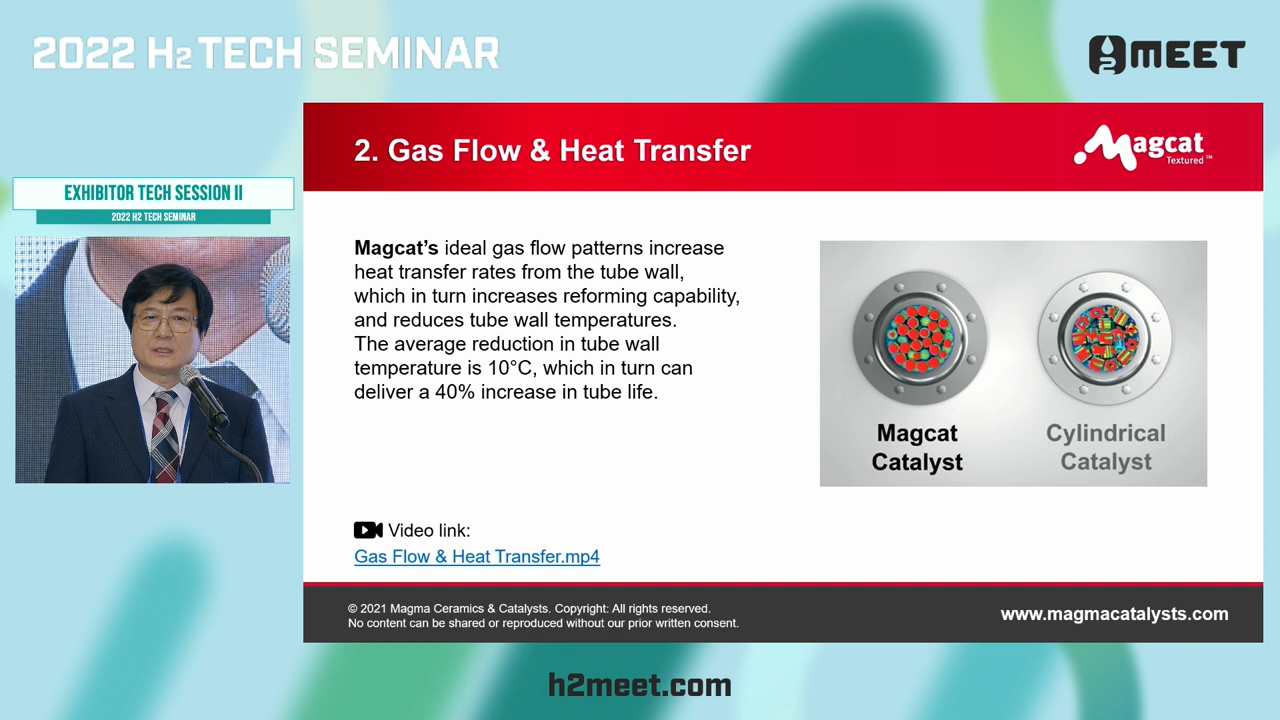 2022 H2 TECH SEMINAR
MEET
EXHIBITOR TECH SESSION II
2022 H2 TECH SEMINAR
2. Gas Flow & Heat Transfer
Magcat
Textured™
Magcat's ideal gas flow patterns increase
heat transfer rates from the tube wall,
which in turn increases reforming capability,
and reduces tube wall temperatures.
The average reduction in tube wall
temperature is 10°C, which in turn can
deliver a 40% increase in tube life.
Magcat
Catalyst
Cylindrical
Catalyst
Video link:
Gas Flow & Heat Transfer.mp4
© 2021 Magma Ceramics & Catalysts. Copyright: All rights reserved.
No content can be shared or reproduced without our prior written consent.
www.magmacatalysts.com
h2meet.com